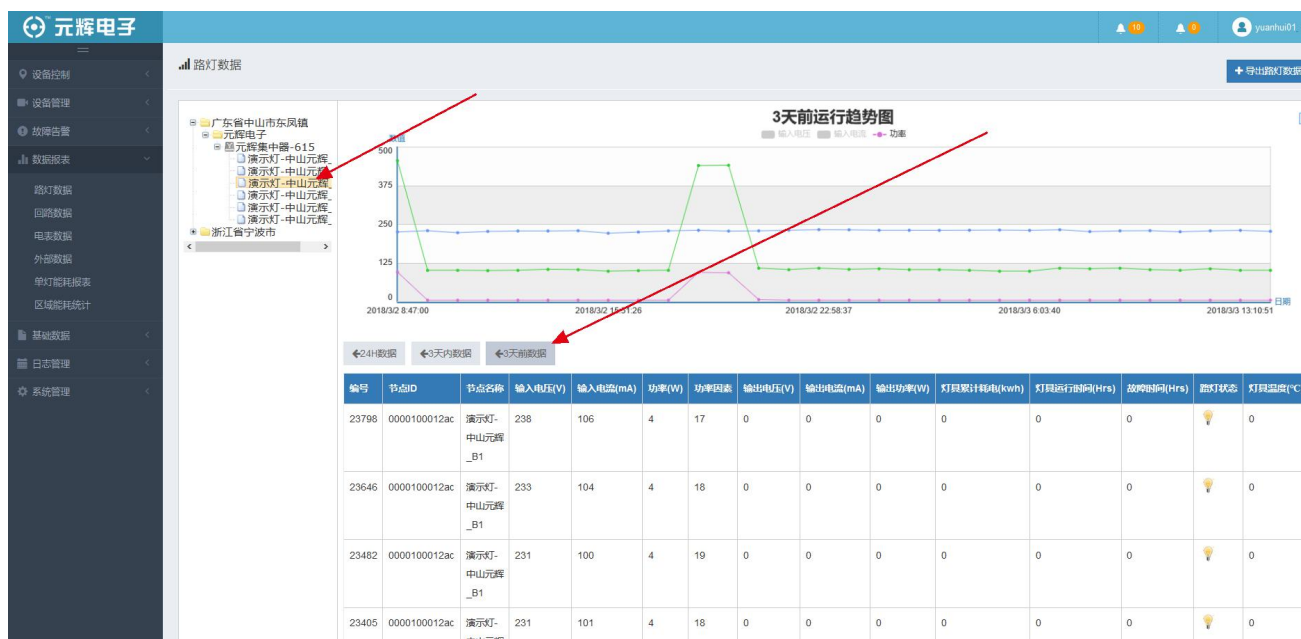 元辉电子
10
0
yuanhui01
设备控制
设备管理
故障告警
数据报表
路灯数据
回路数据
电表数据
外部数据
单灯能耗报表
区域能耗统计
基础数据
日志管理
系统管理
路灯数据
+ 导出路灯数据
广东省中山市东凤镇
元辉电子
元辉集中器-615
演示灯-中山元辉_
演示灯-中山元辉_
演示灯-中山元辉_
演示灯-中山元辉_
演示灯-中山元辉_
演示灯-中山元辉_
浙江省宁波市
3天前运行趋势图
输入电压 输入电流 功率
数值
500
375
250
125
0
2018/3/2 8:47:00 2018/3/2 15:31:26 2018/3/2 22:58:37 2018/3/3 6:03:40 2018/3/3 13:10:51
日期
24H数据 3天内数据 3天前数据
编号 节点ID 节点名称 输入电压(V) 输入电流(mA) 功率(W) 功率因素 输出电压(V) 输出电流(mA) 输出功率(W) 灯具累计耗电(kwh) 灯具运行时间(Hrs) 故障时间(Hrs) 路灯状态 灯具温度(°C
23798 0000100012ac 演示灯- 238 106 4 17 0 0 0 0 0 0 0
中山元辉
_B1
23646 0000100012ac 演示灯- 233 104 4 18 0 0 0 0 0 0 0
中山元辉
_B1
23482 0000100012ac 演示灯- 231 100 4 19 0 0 0 0 0 0 0
中山元辉
_B1
23405 0000100012ac 演示灯- 231 101 4 18 0 0 0 0 0 0 0